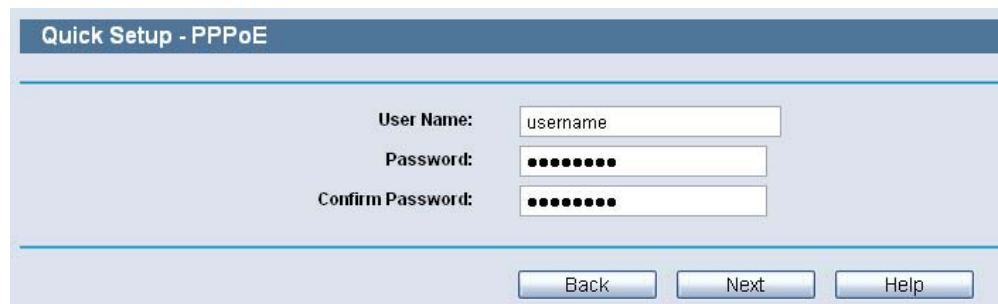 Quick Setup - PPPoE
User Name: username
Password: ●●●●●●●●
Confirm Password: ●●●●●●●●
Back Next Help